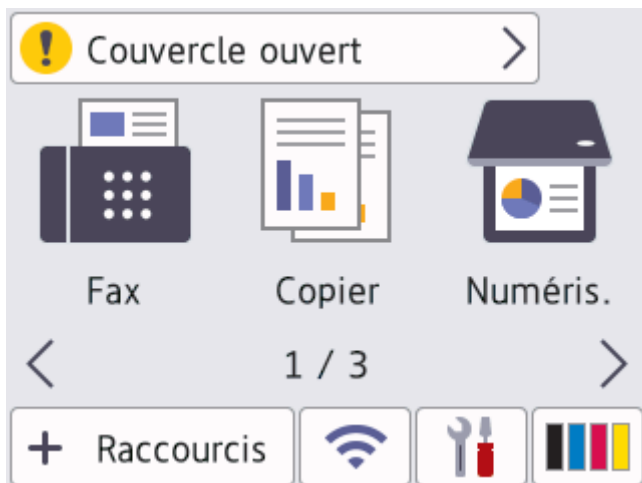 Couvercle ouvert
Fax Copier Numéris.
1 / 3
+ Raccourcis